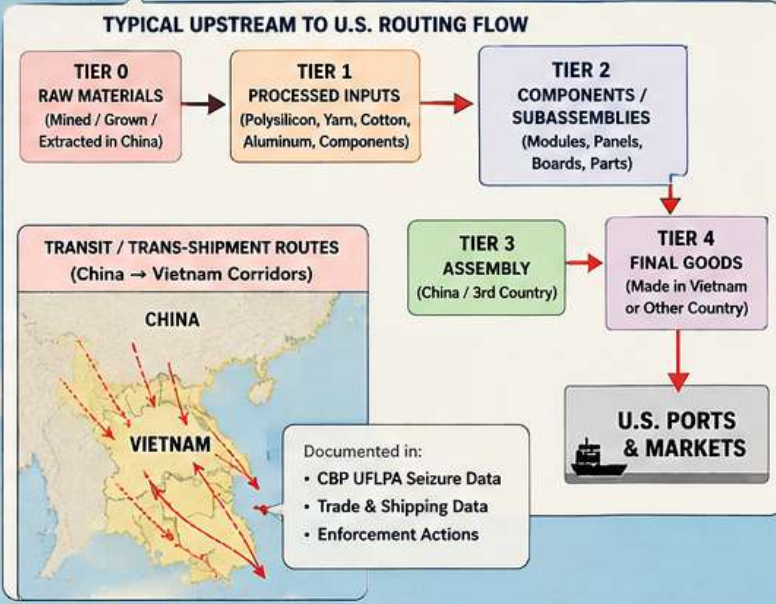 TYPICAL UPSTREAM TO U.S. ROUTING FLOW
TIER 0
RAW MATERIALS
(Mined / Grown /
Extracted in China)
TIER 1
PROCESSED INPUTS
(Polysilicon, Yarn, Cotton,
Aluminum, Components)
TIER 2
COMPONENTS /
SUBASSEMBLIES
(Modules, Panels,
Boards, Parts)
TIER 3
ASSEMBLY
(China / 3rd Country)
TIER 4
FINAL GOODS
(Made in Vietnam
or Other Country)
U.S. PORTS
& MARKETS
TRANSIT / TRANS-SHIPMENT ROUTES
(China → Vietnam Corridors)
CHINA
VIETNAM
Documented in:
• CBP UFLPA Seizure Data
• Trade & Shipping Data
• Enforcement Actions